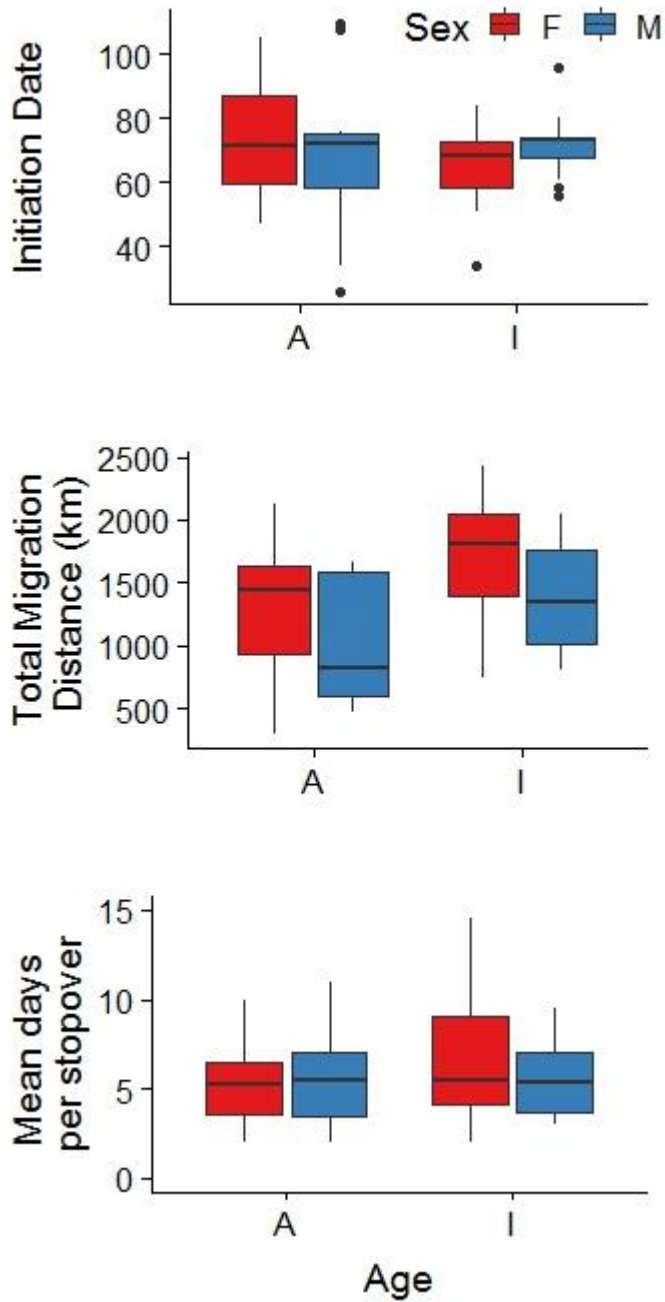 Sex F M
Initiation Date
100
80
60
40
A I
Total Migration
Distance (km)
2500
2000
1500
1000
500
A I
Mean days
per stopover
15
10
5
0
A I
Age